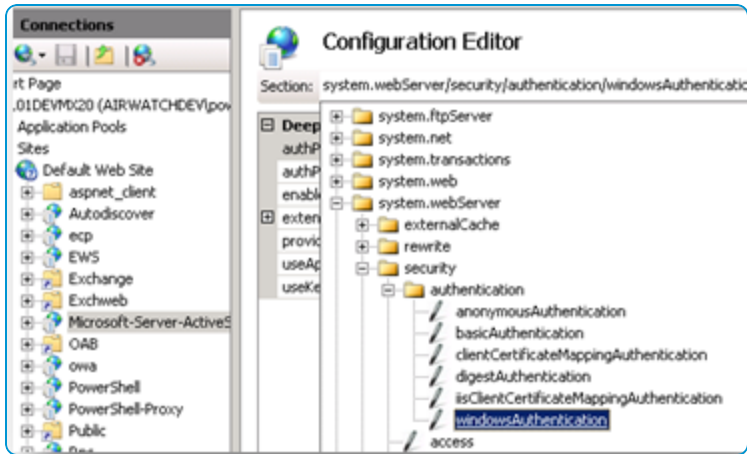 Connections
rt Page
.01DEVMX20 (AIRWATCHDEV\pow
Application Pools
Sites
Default Web Site
aspnet_client
Autodiscover
ecp
EWS
Exchange
Exchweb
Microsoft-Server-ActiveS
OAB
owa
PowerShell
PowerShell-Proxy
Public
Configuration Editor
Section: system.webServer/security/authentication/windowsAuthenticatio
Deep
authP
authP
enable
exten
provid
useAp
useKe
system.ftpServer
system.net
system.transactions
system.web
system.webServer
externalCache
rewrite
security
authentication
anonymousAuthentication
basicAuthentication
clientCertificateMappingAuthentication
digestAuthentication
iisClientCertificateMappingAuthentication
windowsAuthentication
access